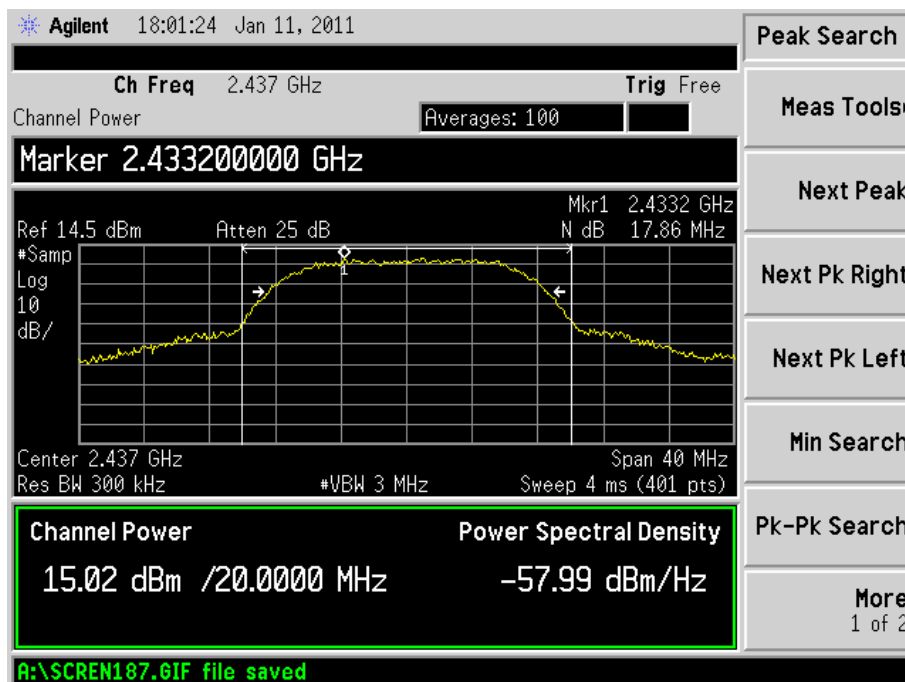 Agilent 18:01:24 Jan 11, 2011
Peak Search
Ch Freq 2.437 GHz Trig Free
Channel Power Averages: 100
Meas Tools
Marker 2.433200000 GHz
Mkr1 2.4332 GHz
Ref 14.5 dBm Atten 25 dB N dB 17.86 MHz
Next Peak
#Samp
Log
10
dB/
1
Next Pk Right
Next Pk Left
Center 2.437 GHz Span 40 MHz
Res BW 300 kHz #VBW 3 MHz Sweep 4 ms (401 pts)
Min Search
Channel Power Power Spectral Density
15.02 dBm /20.0000 MHz -57.99 dBm/Hz
Pk-Pk Search
More
1 of 2
A:\SCREN187.GIF file saved